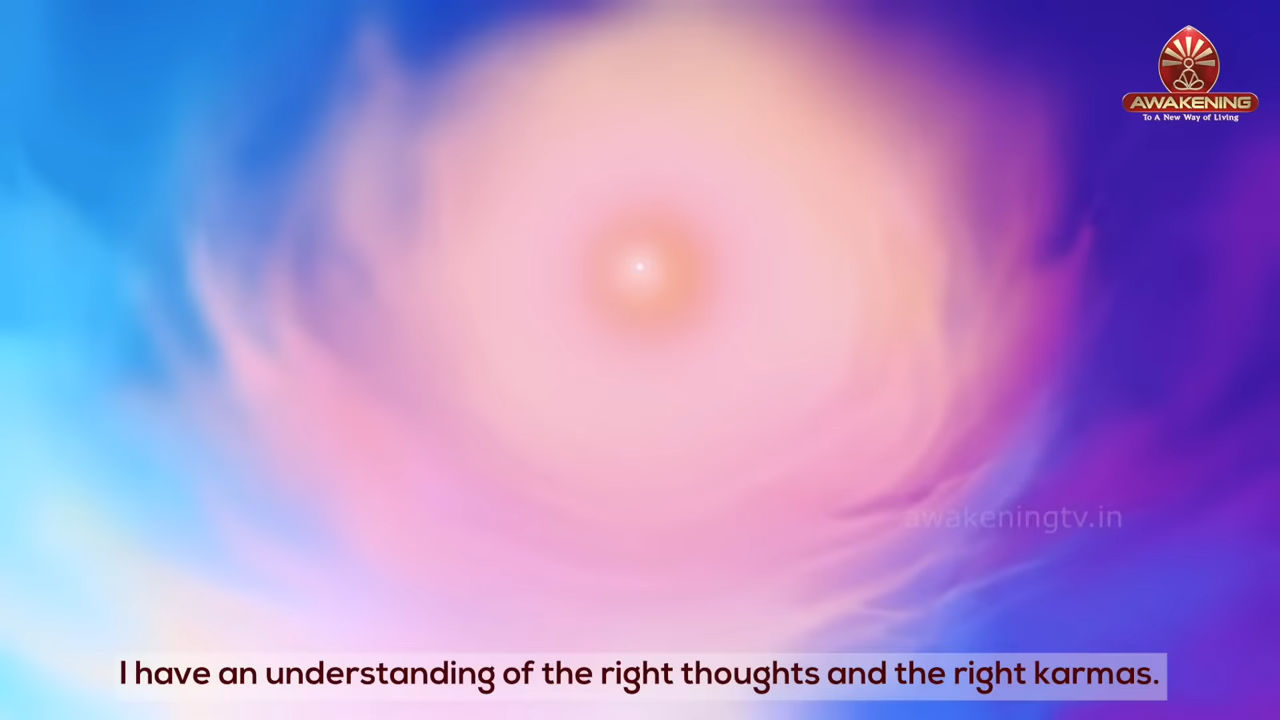 AWAKENING
To A New Way of Living
awakeningtv.in
I have an understanding of the right thoughts and the right karmas.